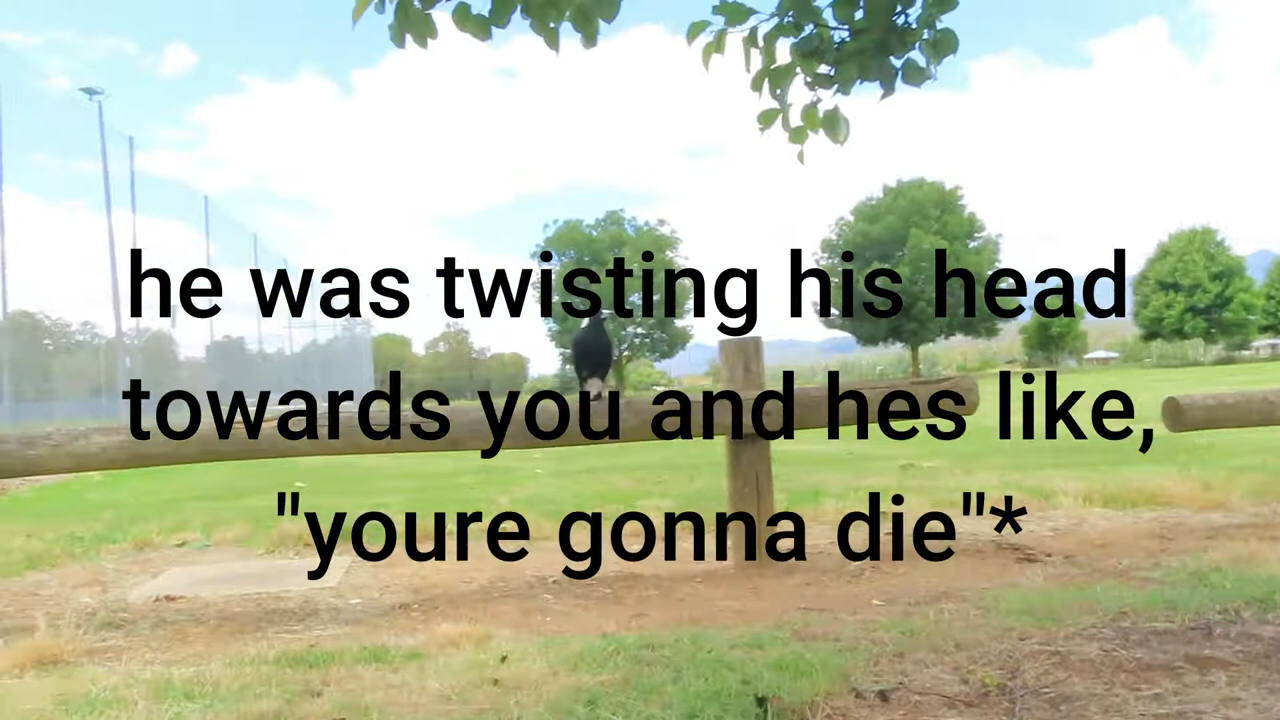 he was twisting his head
towards you and hes like,
"youre gonna die"*